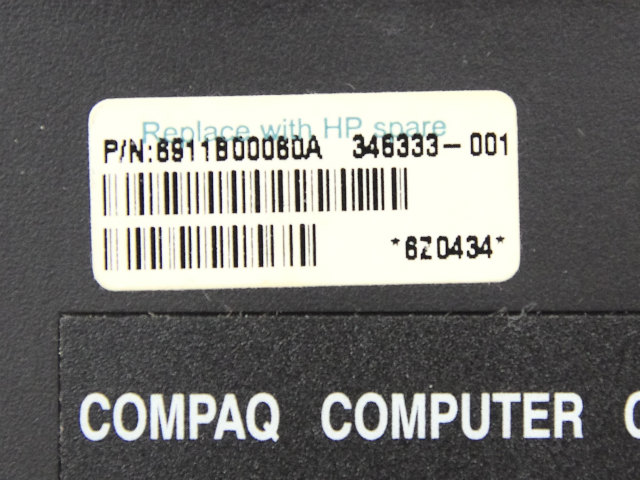 Replace with HP spare
P/N:6911B00060A 346333-001
*6Z0434*
COMPAQ COMPUTER